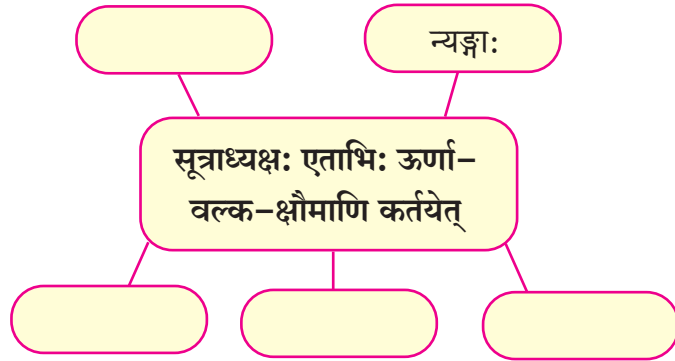 न्यङ्गाः
सूत्राध्यक्षः एताभिः ऊर्णा–
वल्क–क्षौमाणि कर्तयेत्